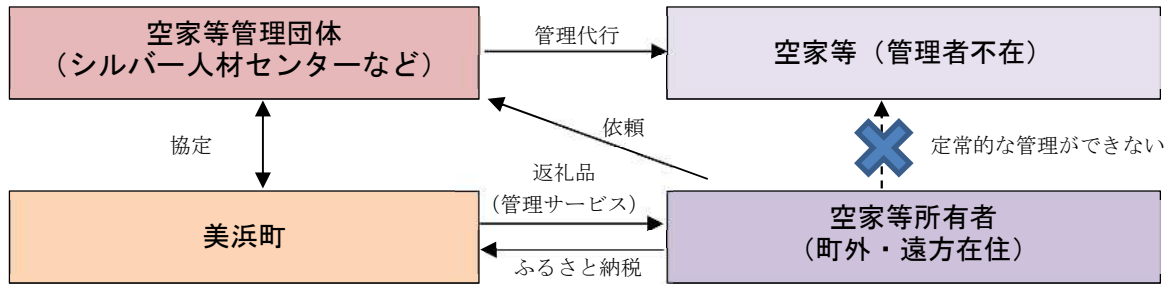 空家等管理団体
（シルバー人材センターなど）
管理代行
空家等（管理者不在）
協定
依頼
定常的な管理ができない
返礼品
（管理サービス）
美浜町
空家等所有者
（町外・遠方在住）
ふるさと納税